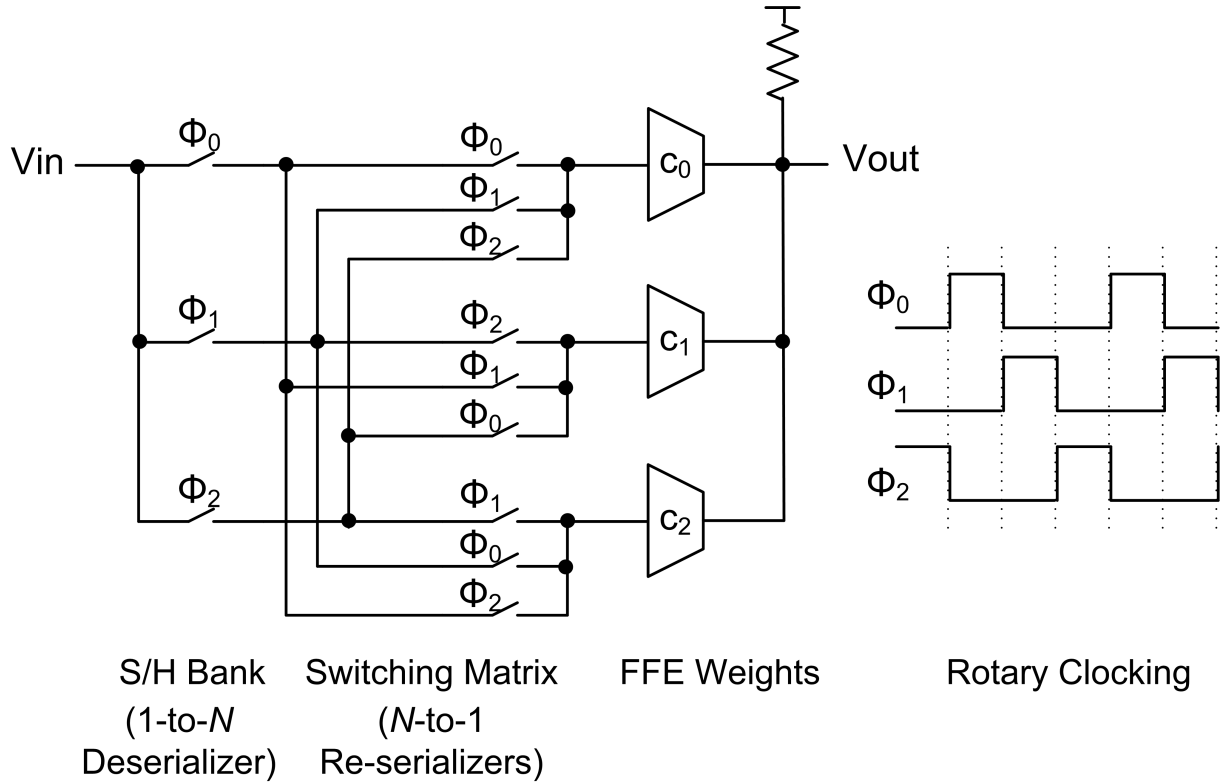 Vin
Φ0
Φ0
Φ1
Φ2
C0
Vout
Φ1
Φ2
Φ1
Φ0
C1
Φ2
Φ1
Φ0
Φ2
C2
Φ0
Φ1
Φ2
S/H Bank
(1-to-N
Deserializer)
Switching Matrix
(N-to-1
Re-serializers)
FFE Weights
Rotary Clocking